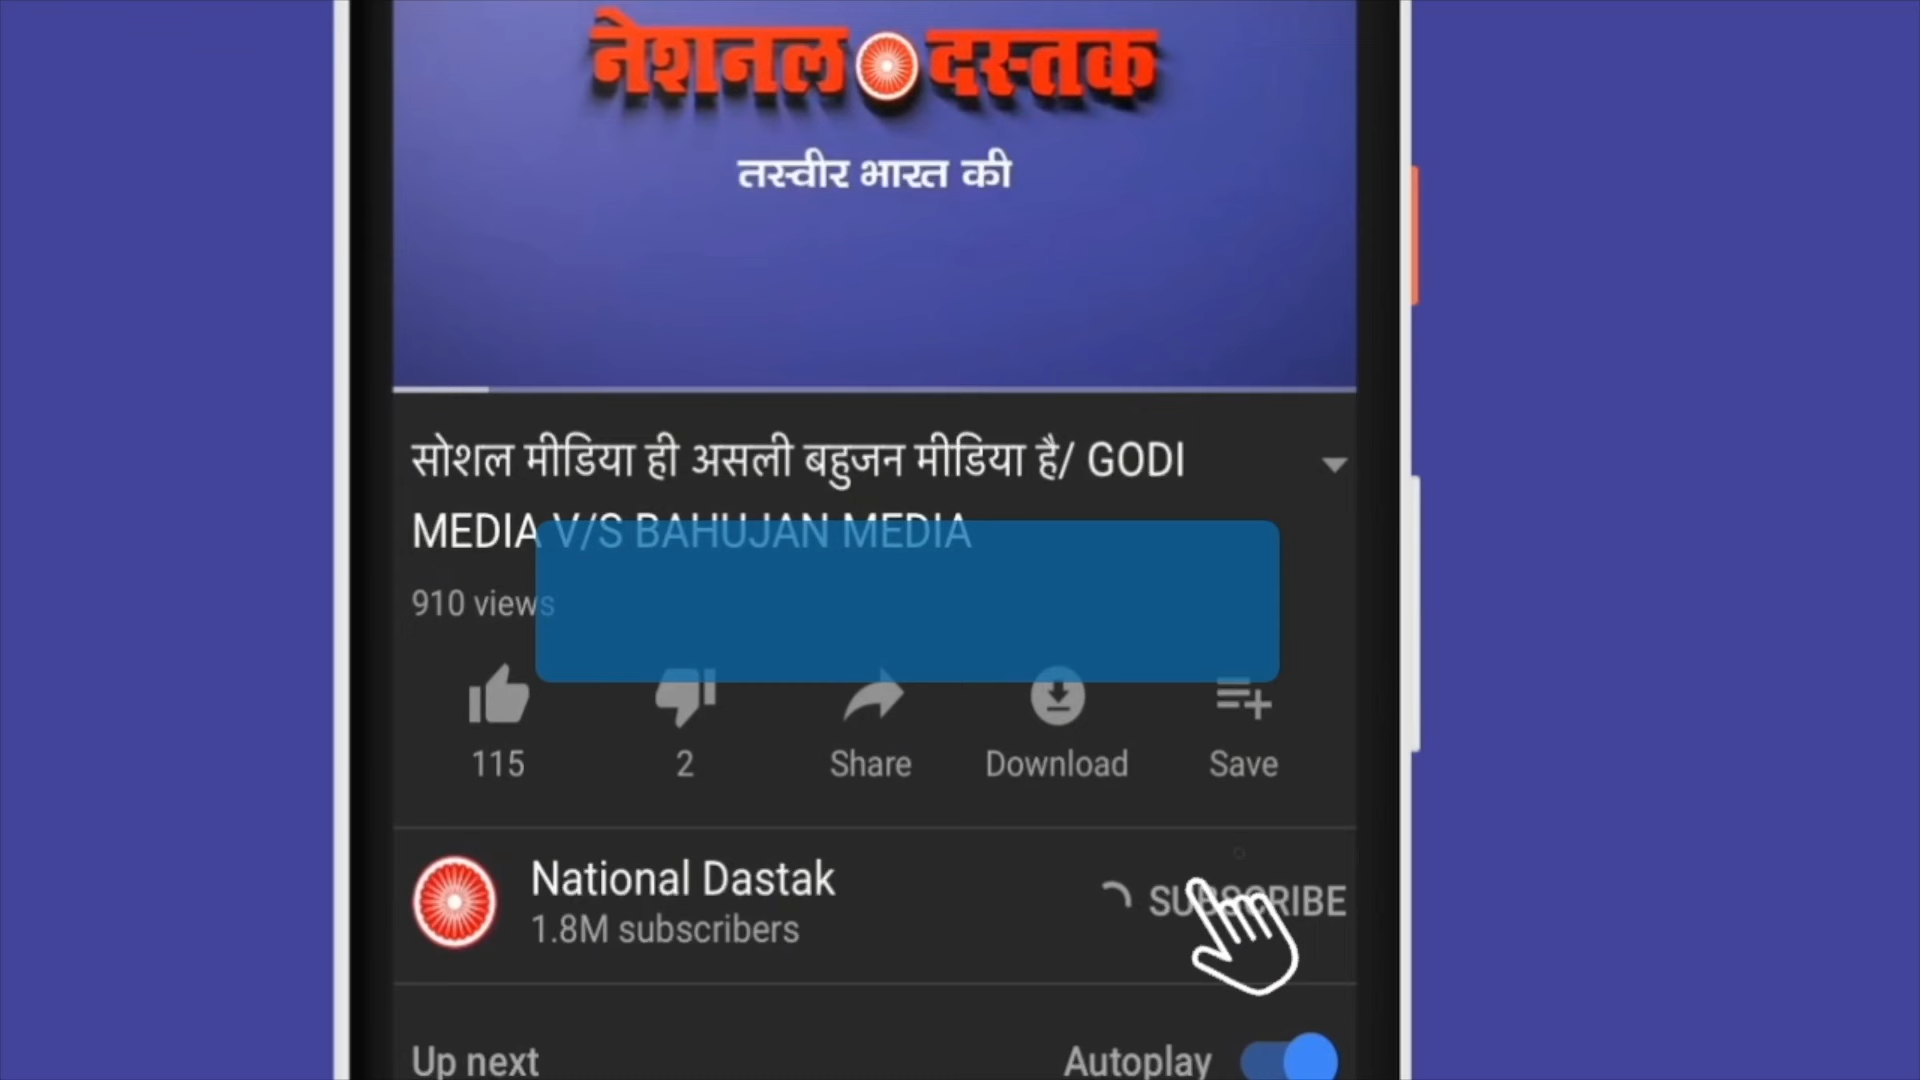 नेशनल दस्तक
तस्वीर भारत की
सोशल मीडिया ही असली बहुजन मीडिया है/ GODI
MEDIA V/S BAHUJAN MEDIA
910 views
115
2
Share
Download
Save
National Dastak
1.8M subscribers
SUBSCRIBE
Up next
Autoplay